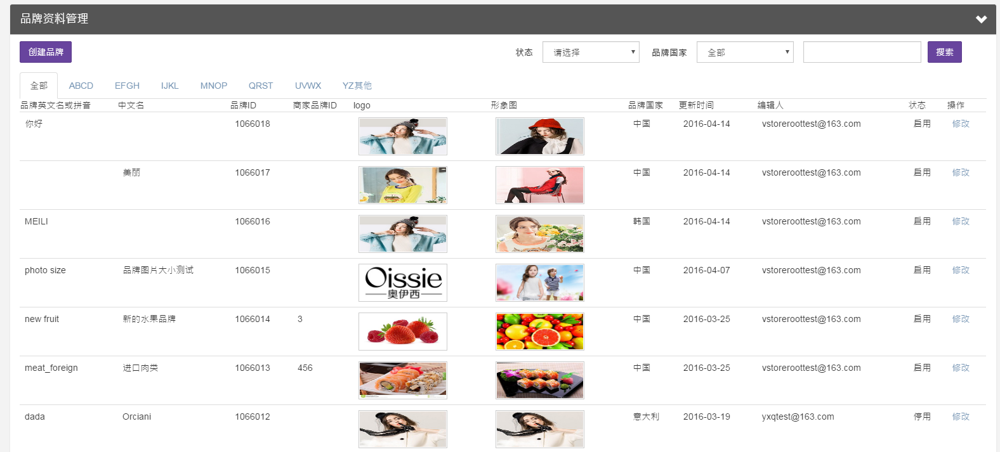 品牌资料管理
创建品牌 状态 请选择 品牌国家 全部 搜索
全部 ABCD EFGH IJKL MNOP QRST UVWX YZ其他
品牌英文名或拼音 中文名 品牌ID 商家品牌ID logo 形象图 品牌国家 更新时间 编辑人 状态 操作
你好 1066018 中国 2016-04-14 vstoreroottest@163.com 启用 修改
美丽 1066017 中国 2016-04-14 vstoreroottest@163.com 启用 修改
MEILI 1066016 韩国 2016-04-14 vstoreroottest@163.com 启用 修改
photo size 品牌图片大小测试 1066015 Oissie 奥伊西 中国 2016-04-07 vstoreroottest@163.com 启用 修改
new fruit 新的水果品牌 1066014 3 中国 2016-03-25 vstoreroottest@163.com 启用 修改
meat_foreign 进口肉类 1066013 456 中国 2016-03-25 vstoreroottest@163.com 启用 修改
dada Orciani 1066012 意大利 2016-03-19 yxqtest@163.com 停用 修改